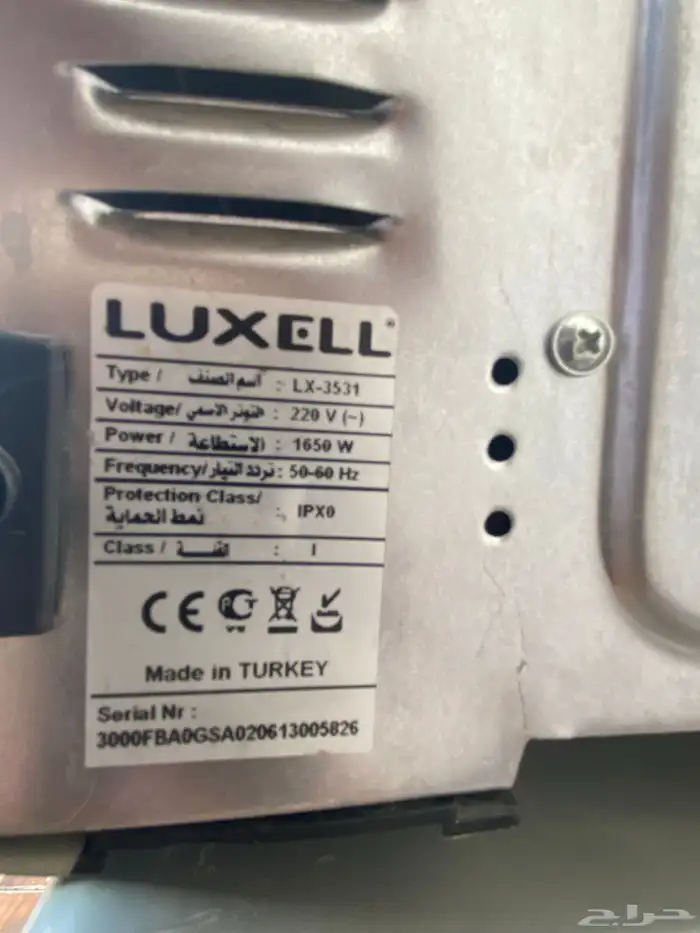 LUXELL®
Type / اسم الصنف : LX-3531
Voltage/ التوتر الاسمي : 220 V (~)
Power / الاستطاعة : 1650 W
Frequency/ تردد التيار : 50-60 Hz
Protection Class/
نمط الحماية : IPX0
Class / الفئة : I
CE
Made in TURKEY
Serial Nr :
3000FBA0GSA020613005826
حراج